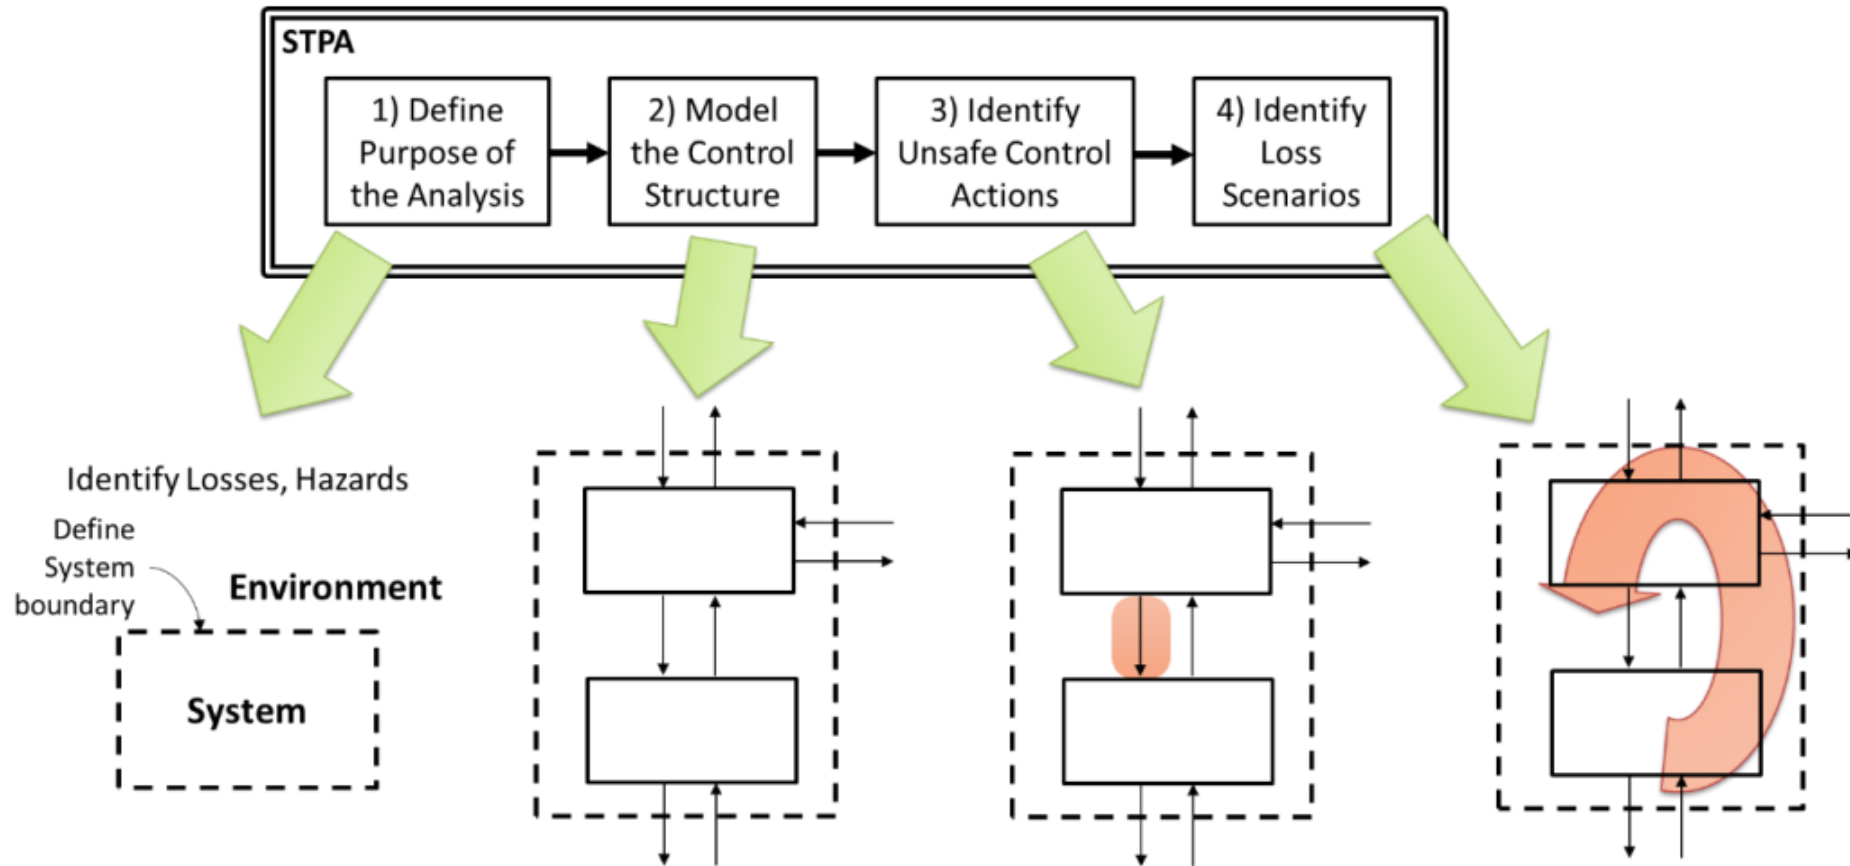 STPA
1) Define
Purpose of
the Analysis
2) Model
the Control
Structure
3) Identify
Unsafe Control
Actions
4) Identify
Loss
Scenarios
Identify Losses, Hazards
Define
System
boundary
Environment
System